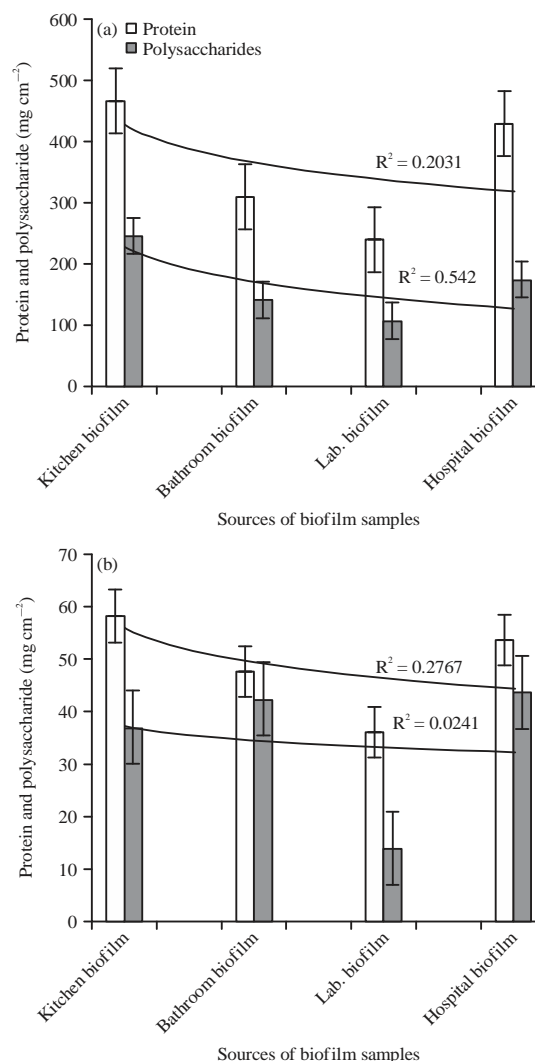 (a)
Protein
Polysaccharides
600
500
400
300
200
100
0
Protein and polysaccharide (mg cm⁻²)
R² = 0.2031
R² = 0.542
Kitchen biofilm
Bathroom biofilm
Lab. biofilm
Hospital biofilm
Sources of biofilm samples
(b)
70
60
50
40
30
20
10
0
Protein and polysaccharide (mg cm⁻²)
R² = 0.2767
R² = 0.0241
Kitchen biofilm
Bathroom biofilm
Lab. biofilm
Hospital biofilm
Sources of biofilm samples